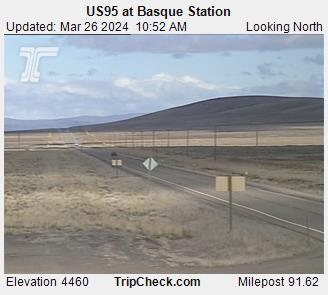 US95 at Basque Station
Updated: Mar 26 2024 10:52 AM
Looking North
Elevation 4460
TripCheck.com
Milepost 91.62